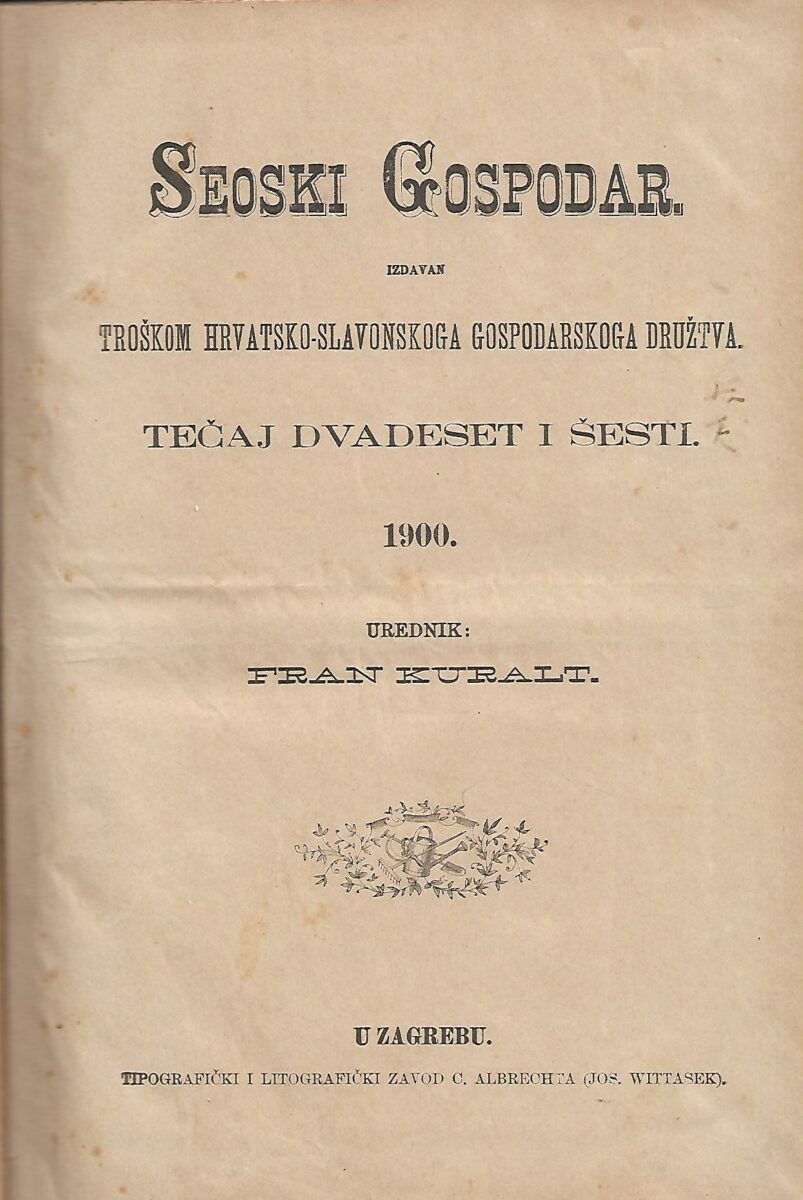 SEOSKI GOSPODAR.
IZDAVAN
TROŠKOM HRVATSKO-SLAVONSKOGA GOSPODARSKOGA DRUŽTVA.
TEČAJ DVADESET I ŠESTI.
1900.
UREDNIK:
FRAN KURALT.
U ZAGREBU.
TIPOGRAFIČKI I LITOGRAFIČKI ZAVOD C. ALBRECHTA (JOS. WITTASEK).